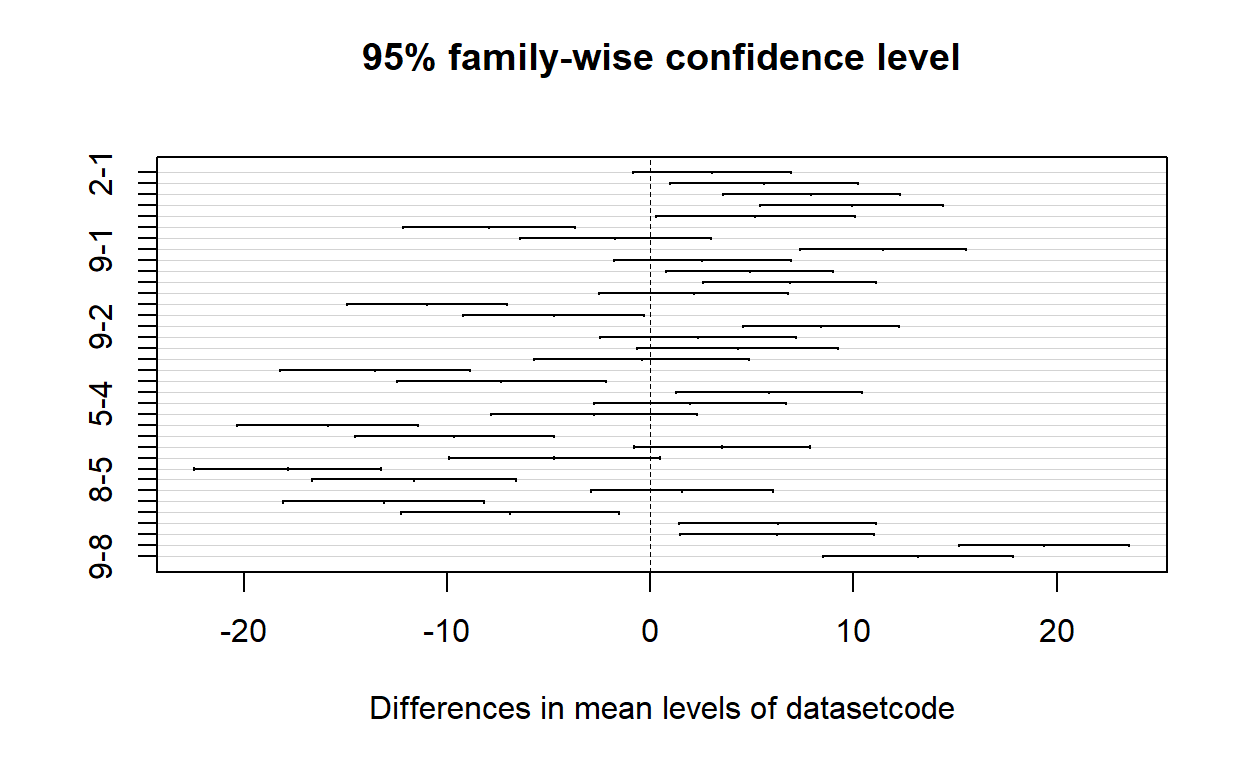 95% family-wise confidence level
2-1
9-1
9-2
5-4
8-5
9-8
-20 -10 0 10 20
Differences in mean levels of datasetcode